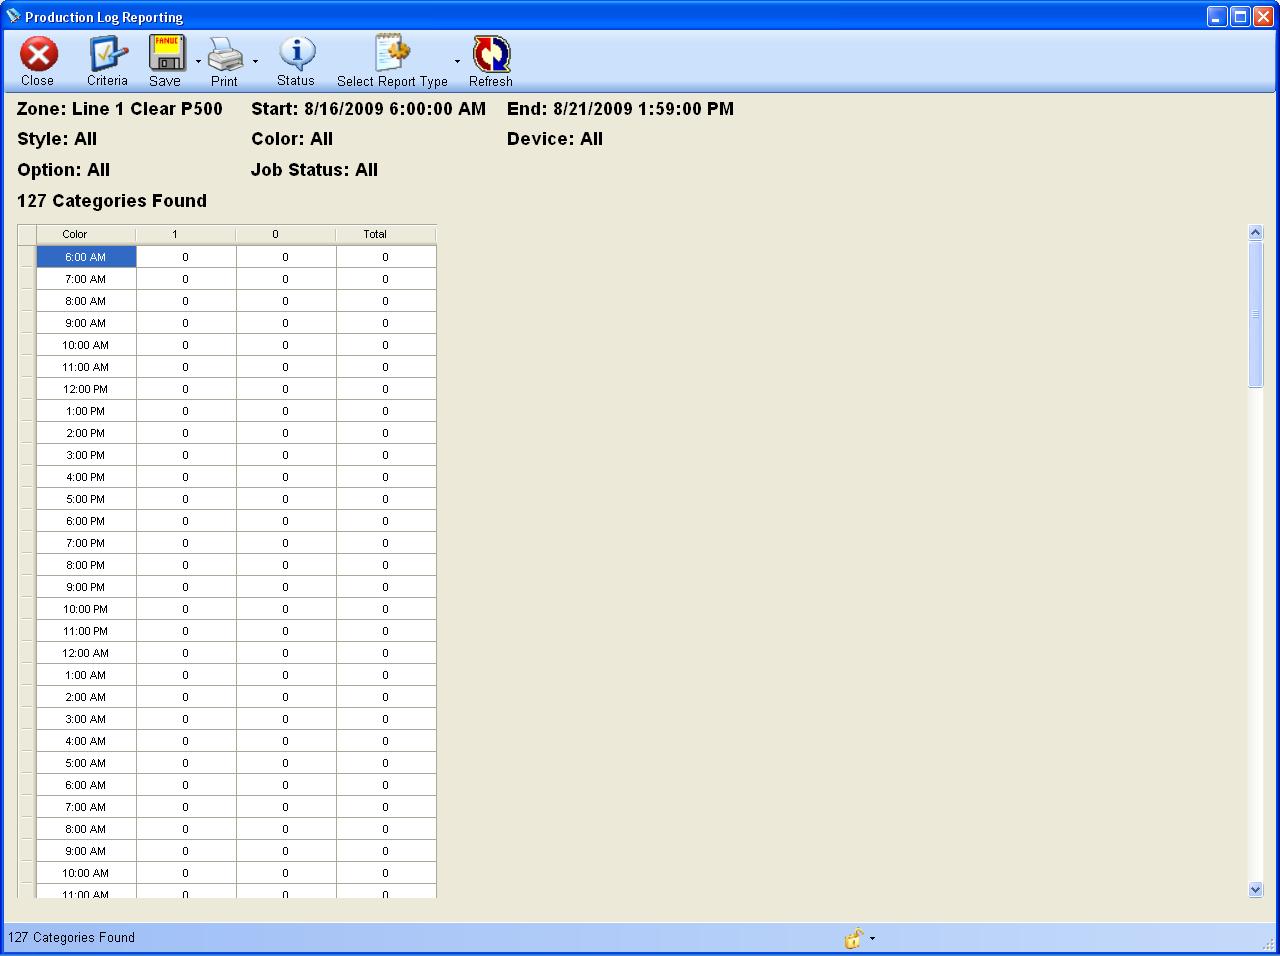 Production Log Reporting
FANUC
Close Criteria Save Print Status Select Report Type Refresh
Zone: Line 1 Clear P500 Start: 8/16/2009 6:00:00 AM End: 8/21/2009 1:59:00 PM
Style: All Color: All Device: All
Option: All Job Status: All
127 Categories Found
Color 1 0 Total
6:00 AM 0 0 0
7:00 AM 0 0 0
8:00 AM 0 0 0
9:00 AM 0 0 0
10:00 AM 0 0 0
11:00 AM 0 0 0
12:00 PM 0 0 0
1:00 PM 0 0 0
2:00 PM 0 0 0
3:00 PM 0 0 0
4:00 PM 0 0 0
5:00 PM 0 0 0
6:00 PM 0 0 0
7:00 PM 0 0 0
8:00 PM 0 0 0
9:00 PM 0 0 0
10:00 PM 0 0 0
11:00 PM 0 0 0
12:00 AM 0 0 0
1:00 AM 0 0 0
2:00 AM 0 0 0
3:00 AM 0 0 0
4:00 AM 0 0 0
5:00 AM 0 0 0
6:00 AM 0 0 0
7:00 AM 0 0 0
8:00 AM 0 0 0
9:00 AM 0 0 0
10:00 AM 0 0 0
11:00 AM 0 0 0
127 Categories Found